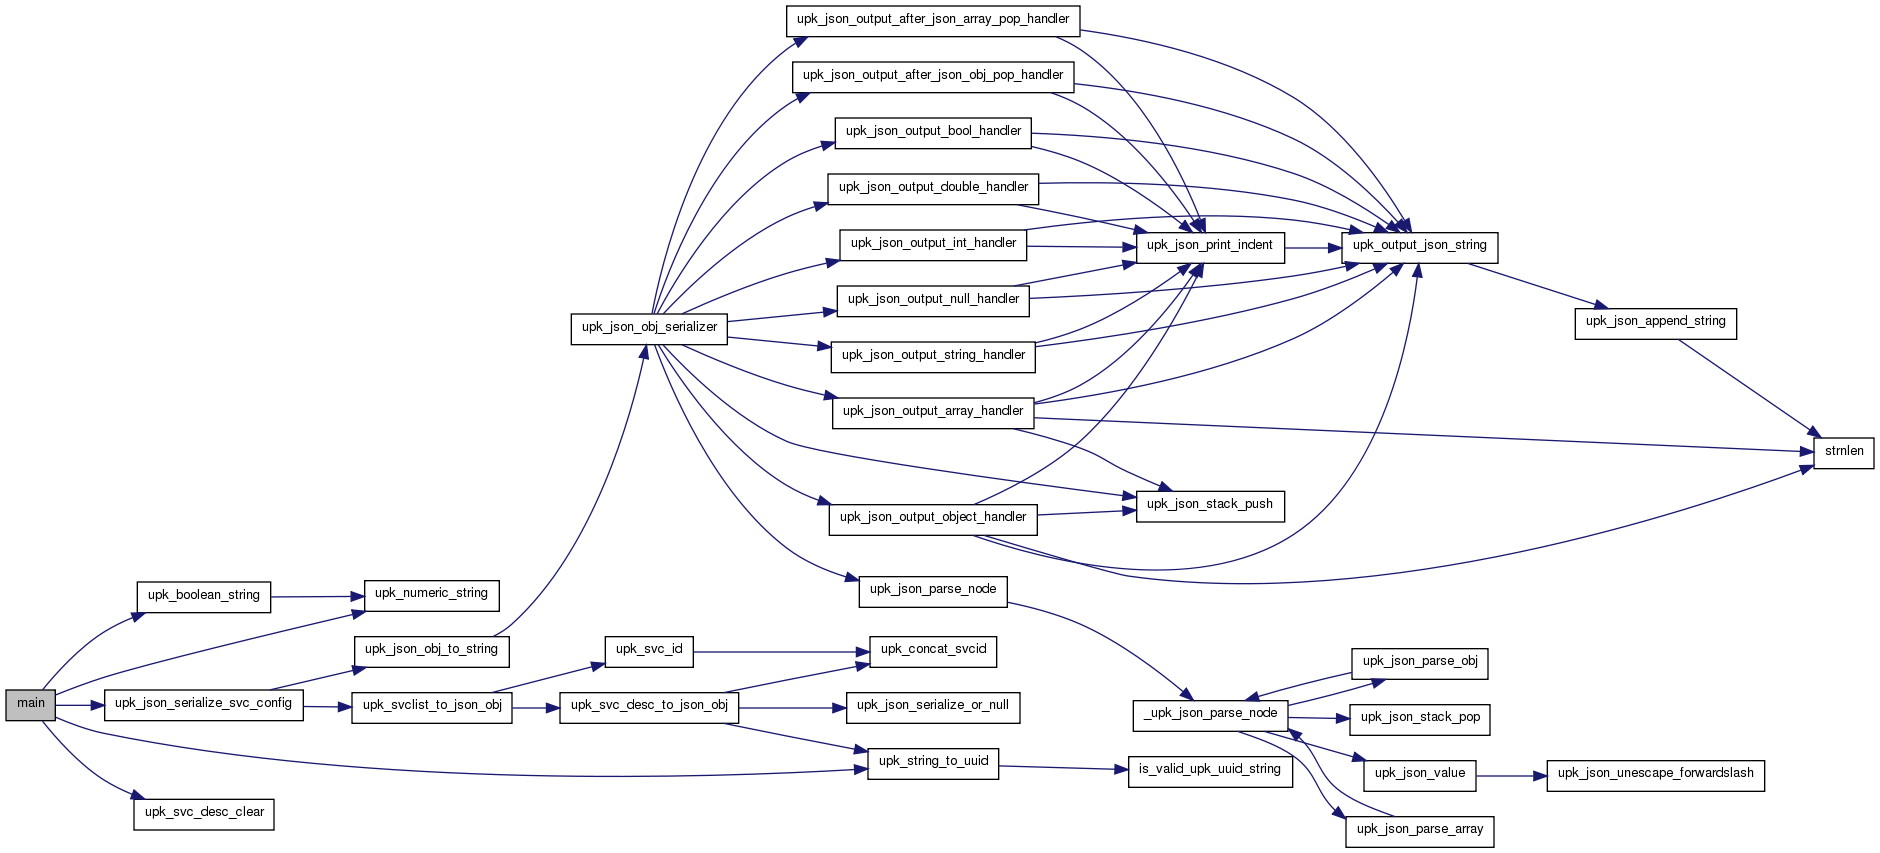 upk_json_output_after_json_array_pop_handler
upk_json_output_after_json_obj_pop_handler
upk_json_output_bool_handler
upk_json_output_double_handler
upk_json_output_int_handler
upk_json_print_indent
upk_output_json_string
upk_json_output_null_handler
upk_json_append_string
upk_json_obj_serializer
upk_json_output_string_handler
upk_json_output_array_handler
strnlen
upk_json_stack_push
upk_json_output_object_handler
upk_json_parse_node
upk_boolean_string
upk_numeric_string
upk_json_obj_to_string
upk_svc_id
upk_concat_svcid
upk_json_parse_obj
main
upk_json_serialize_svc_config
upk_svclist_to_json_obj
upk_svc_desc_to_json_obj
upk_json_serialize_or_null
_upk_json_parse_node
upk_json_stack_pop
upk_string_to_uuid
is_valid_upk_uuid_string
upk_json_value
upk_json_unescape_forwardslash
upk_svc_desc_clear
upk_json_parse_array